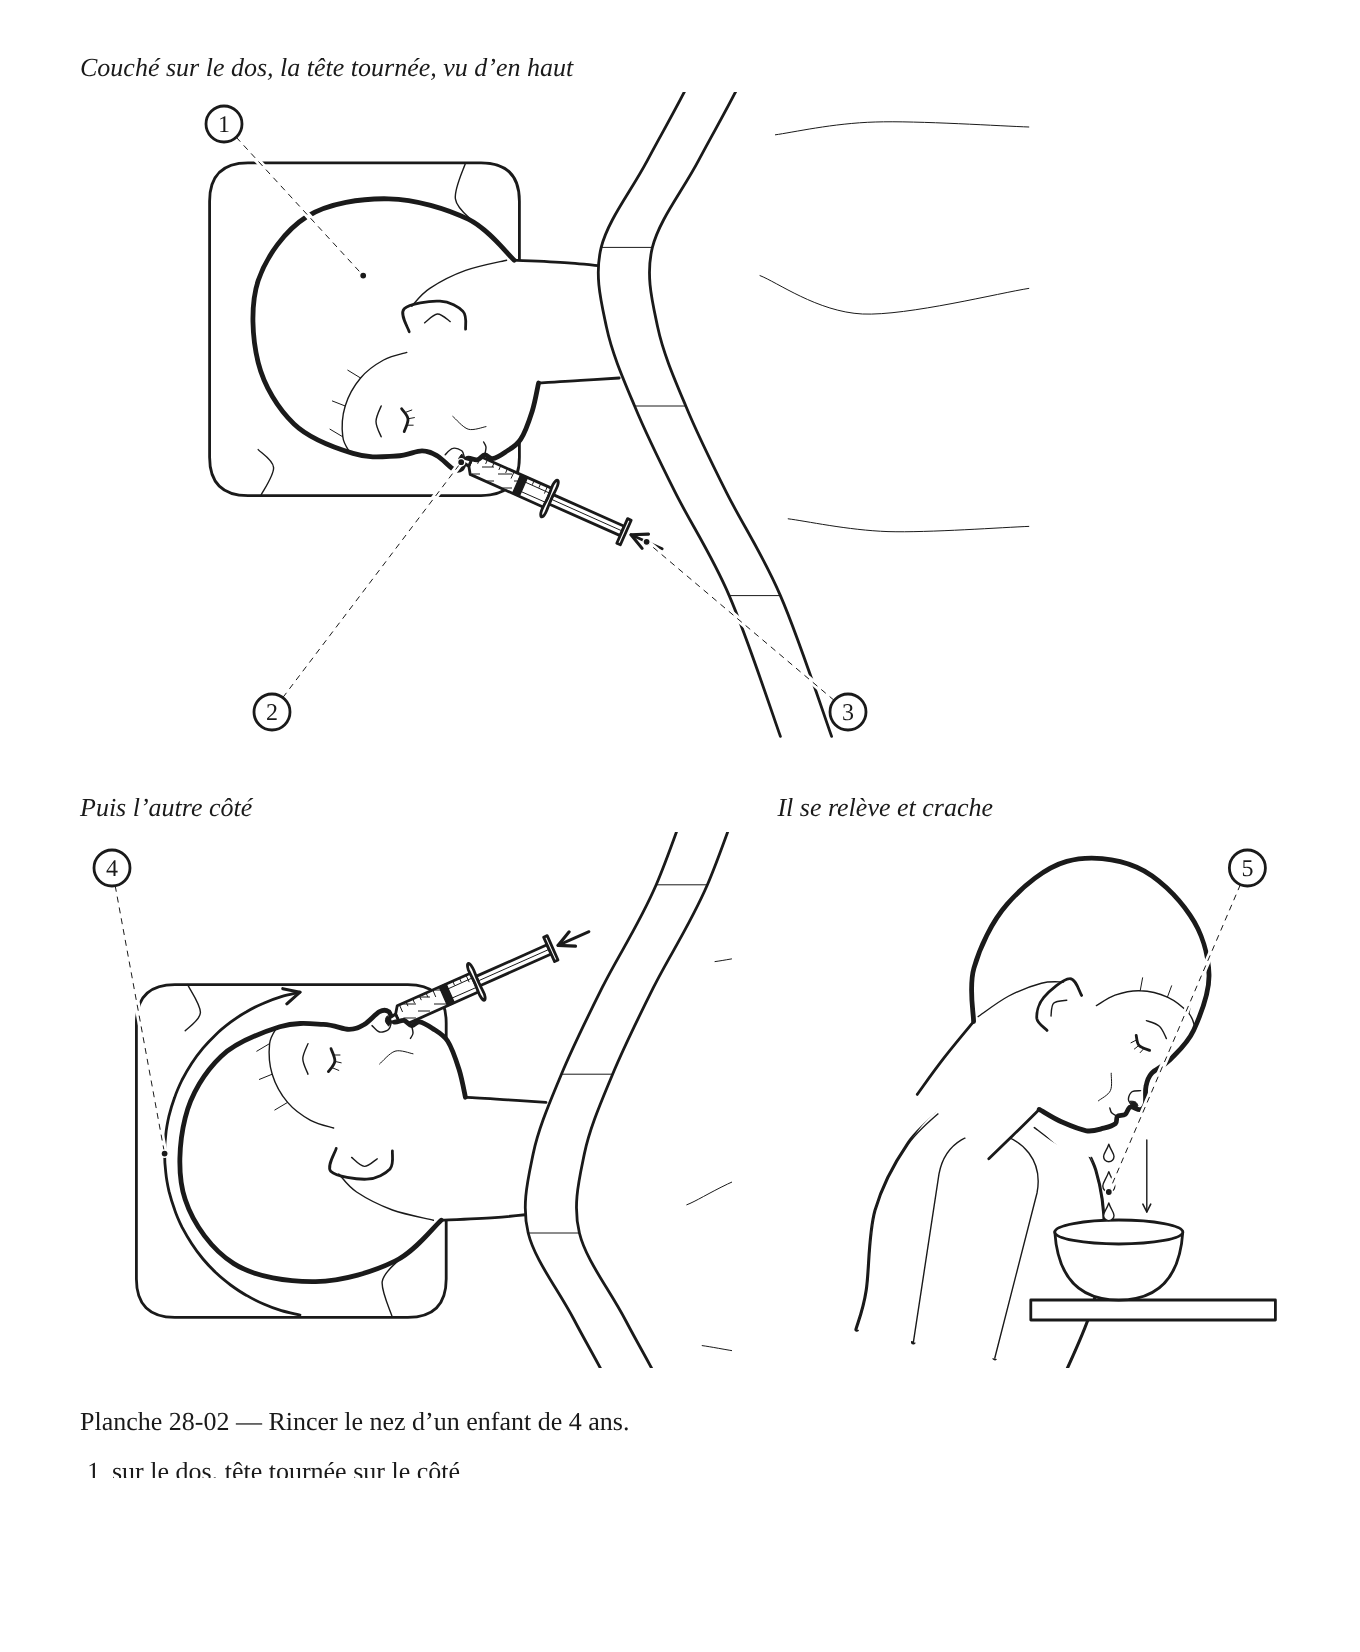 Couché sur le dos, la tête tournée, vu d’en haut
1
2
3
Puis l’autre côté
Il se relève et crache
4
5
Planche 28-02 — Rincer le nez d’un enfant de 4 ans.
1 sur le dos, tête tournée sur le côté